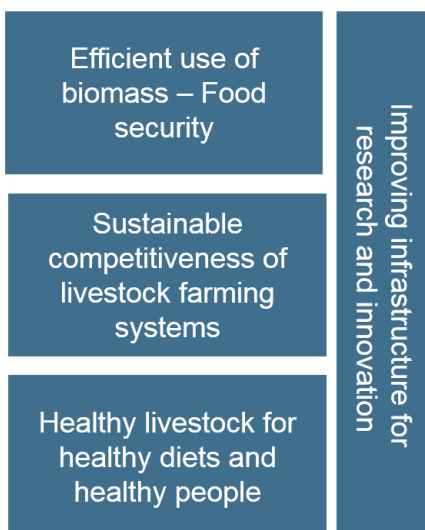 Efficient use of
biomass – Food
security
Sustainable
competitiveness of
livestock farming
systems
Healthy livestock for
healthy diets and
healthy people
Improving infrastructure for
research and innovation